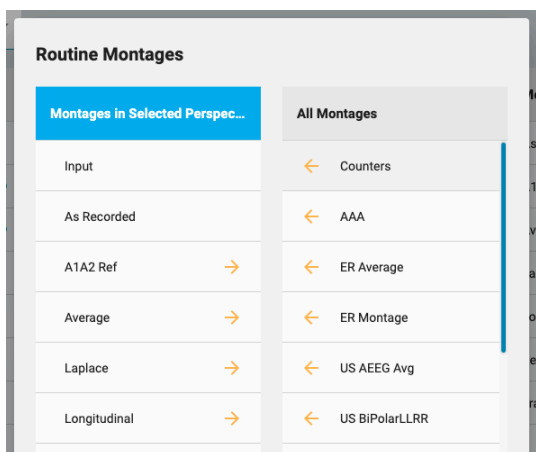 Routine Montages
Montages in Selected Perspec...
Input
As Recorded
A1A2 Ref
Average
Laplace
Longitudinal
All Montages
Counters
AAA
ER Average
ER Montage
US AEEG Avg
US BiPolarLLRR